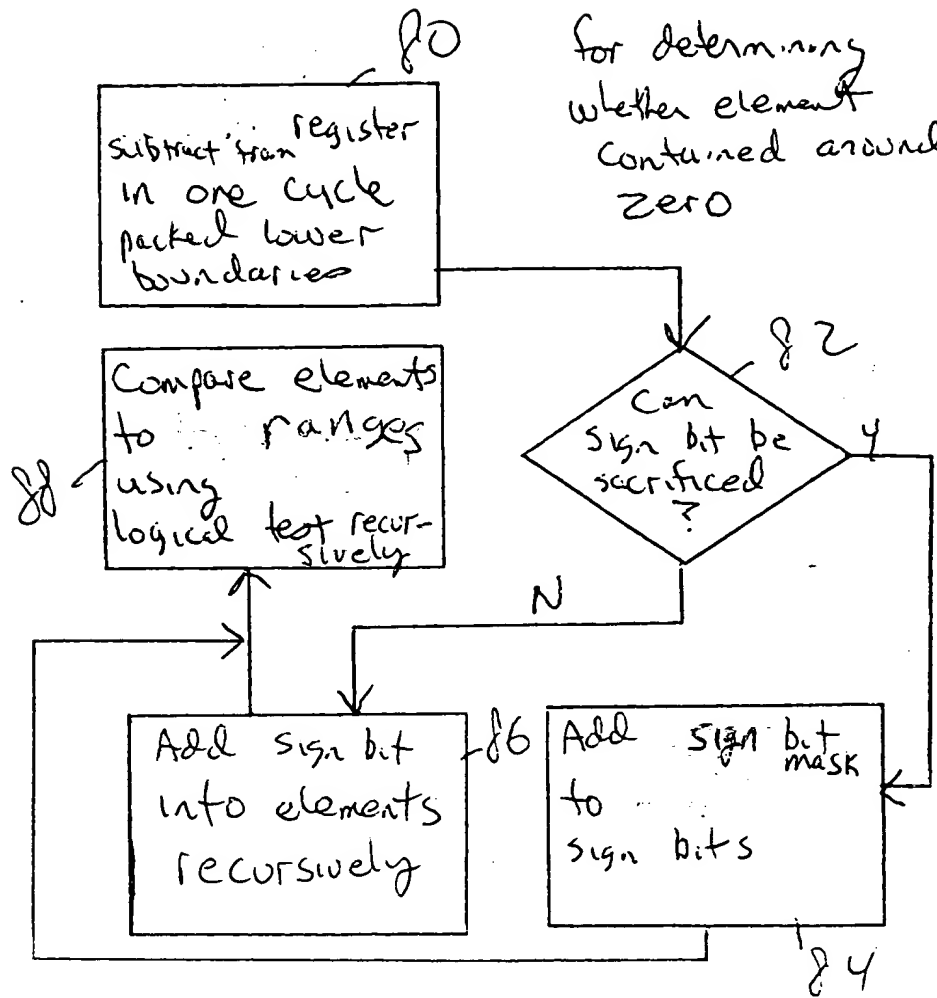 80
for determining
whether element
contained around
zero
subtract from register
in one cycle
packed lower
boundaries
82
Can
sign bit be
sacrificed
?
Y
N
Compare elements
to ranges
using
logical test recur-
sively
88
Add sign bit
into elements
recursively
86
Add sign bit
mask
to
sign bits
84